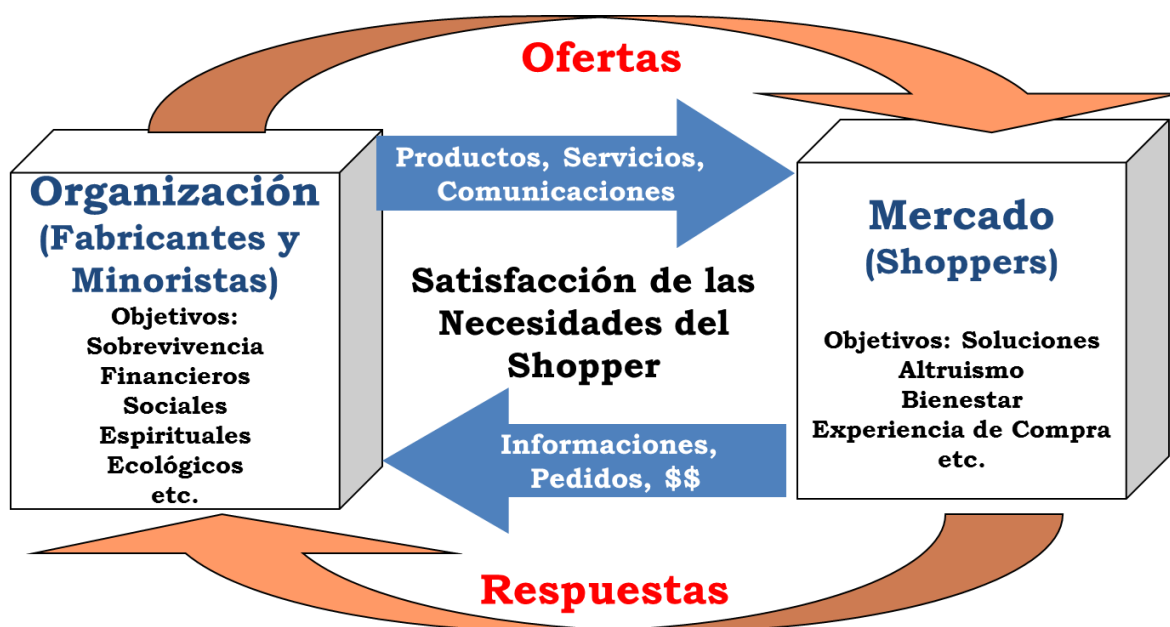 Ofertas
Productos, Servicios,
Comunicaciones
Organización
(Fabricantes y
Minoristas)
Objetivos:
Sobrevivencia
Financieros
Sociales
Espirituales
Ecológicos
etc.
Satisfacción de las
Necesidades del
Shopper
Mercado
(Shoppers)
Objetivos: Soluciones
Altruismo
Bienestar
Experiencia de Compra
etc.
Informaciones,
Pedidos, $$
Respuestas